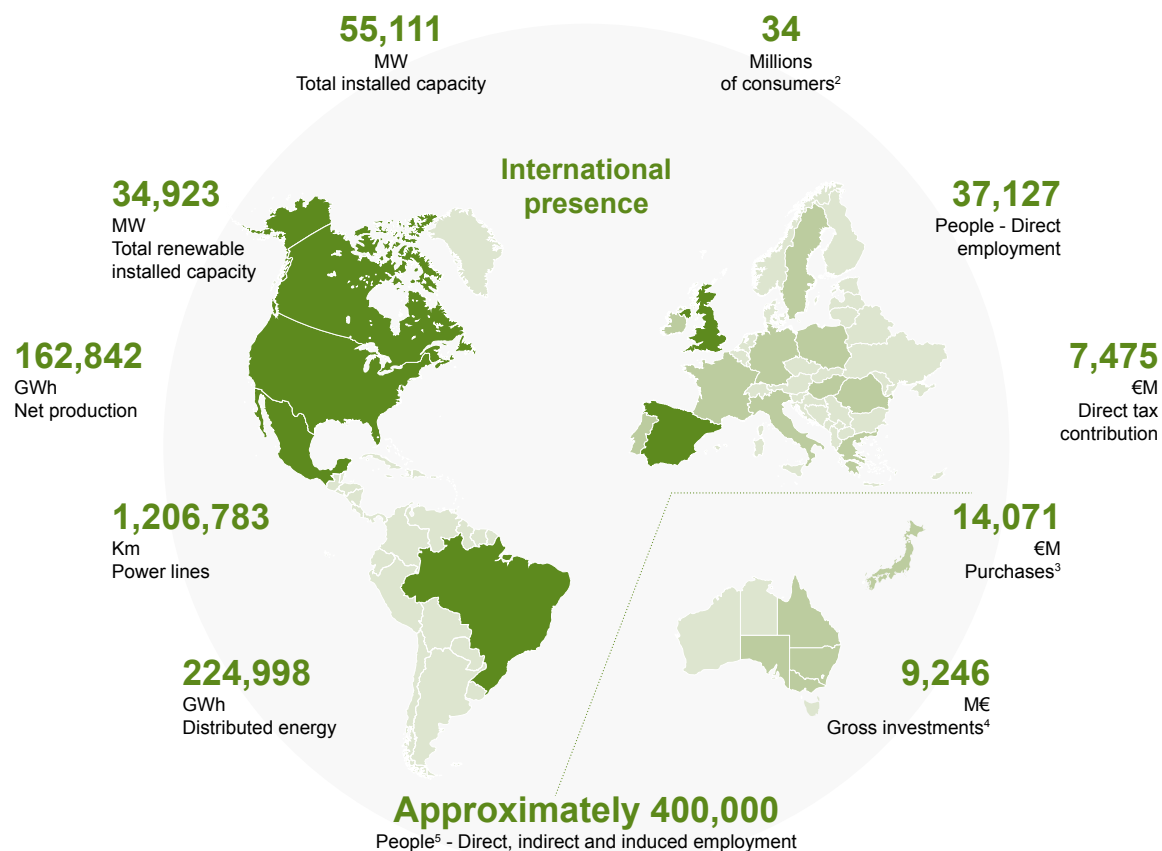 55,111
MW
Total installed capacity
34
Millions
of consumers²
International
presence
34,923
MW
Total renewable
installed capacity
37,127
People - Direct
employment
162,842
GWh
Net production
7,475
€M
Direct tax
contribution
1,206,783
Km
Power lines
14,071
€M
Purchases³
224,998
GWh
Distributed energy
9,246
M€
Gross investments⁴
Approximately 400,000
People⁵ - Direct, indirect and induced employment